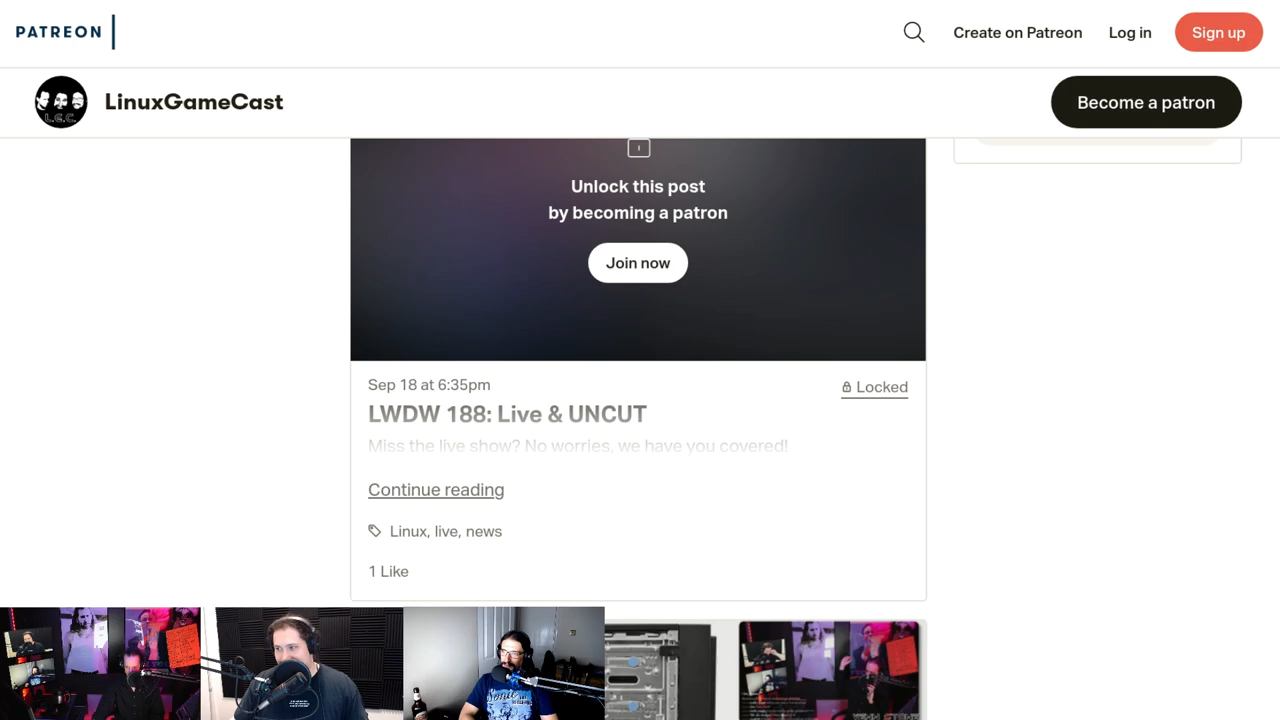 PATREON
Create on Patreon
Log in
Sign up
L.G.C.
LinuxGameCast
Become a patron
Unlock this post
by becoming a patron
Join now
Sep 18 at 6:35pm
Locked
LWDW 188: Live & UNCUT
Miss the live show? No worries, we have you covered!
Continue reading
Linux, live, news
1 Like